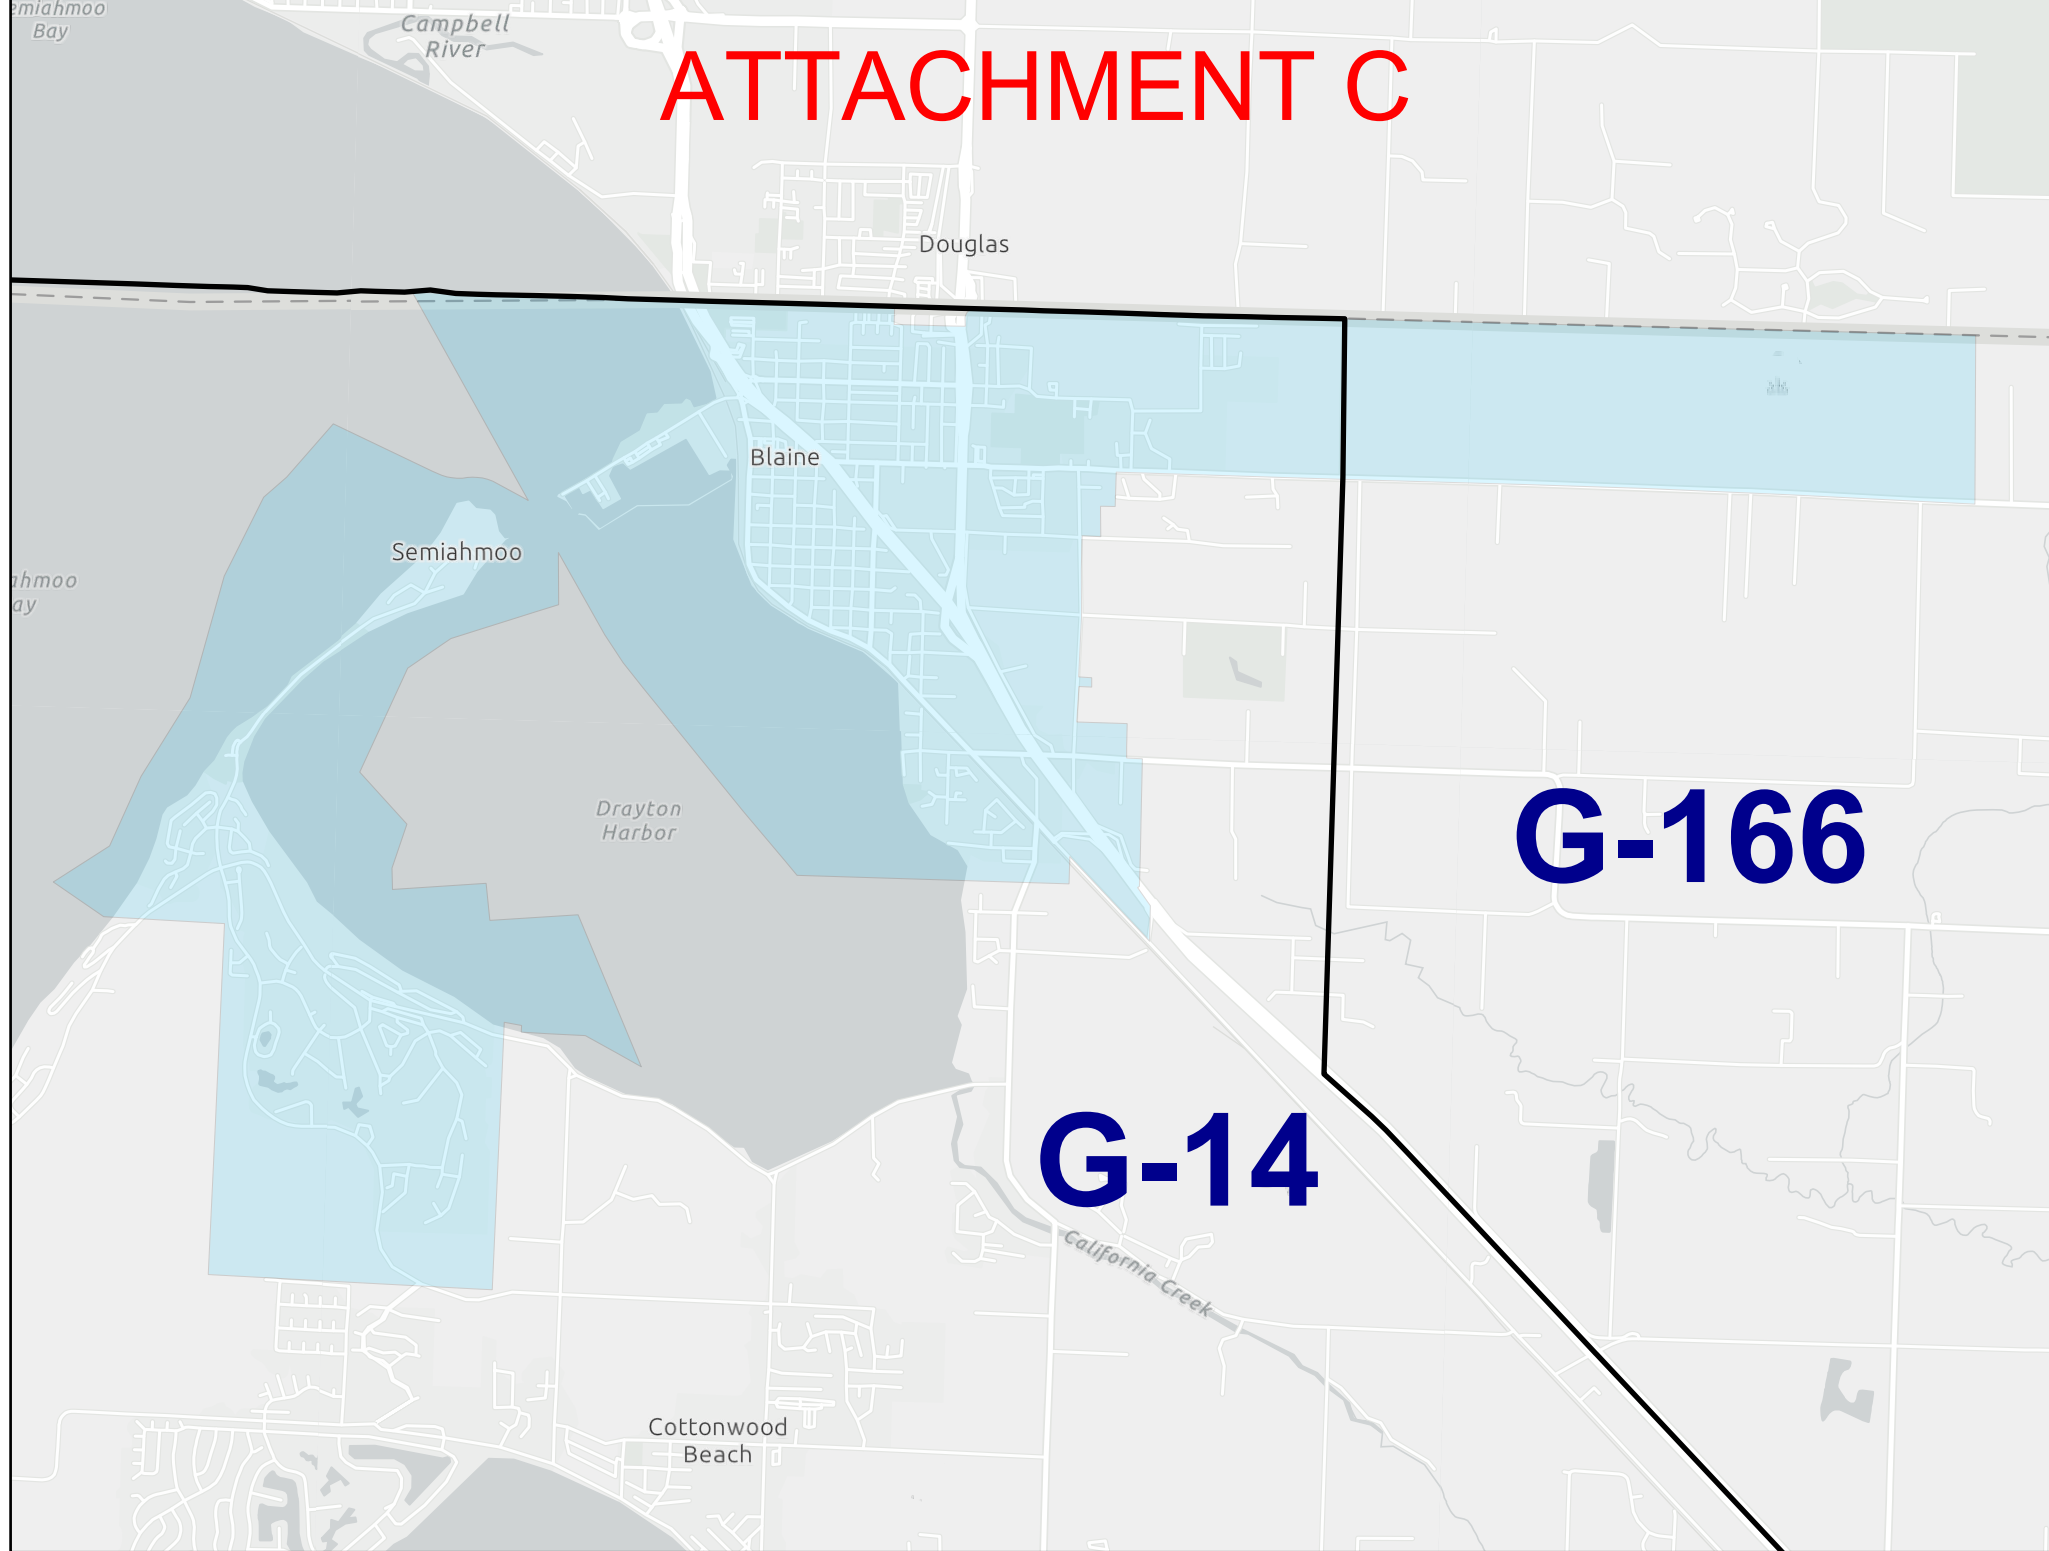 emiahmoo
Bay
Campbell
River
ATTACHMENT C
Douglas
Blaine
Semiahmoo
ahmoo
ay
Drayton
Harbor
G-166
G-14
California Creek
Cottonwood
Beach